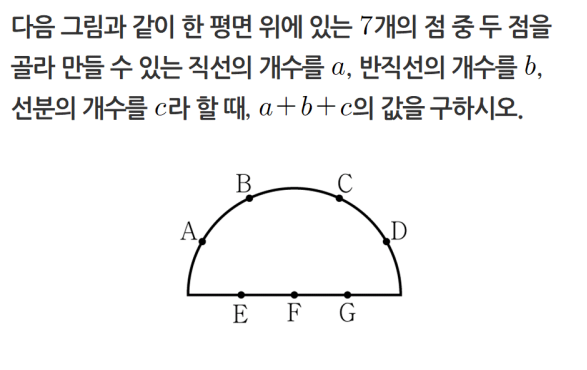 다음 그림과 같이 한 평면 위에 있는 7개의 점 중 두 점을
골라 만들 수 있는 직선의 개수를 a, 반직선의 개수를 b,
선분의 개수를 c라 할 때, a+b+c의 값을 구하시오.
B C
A D
E F G